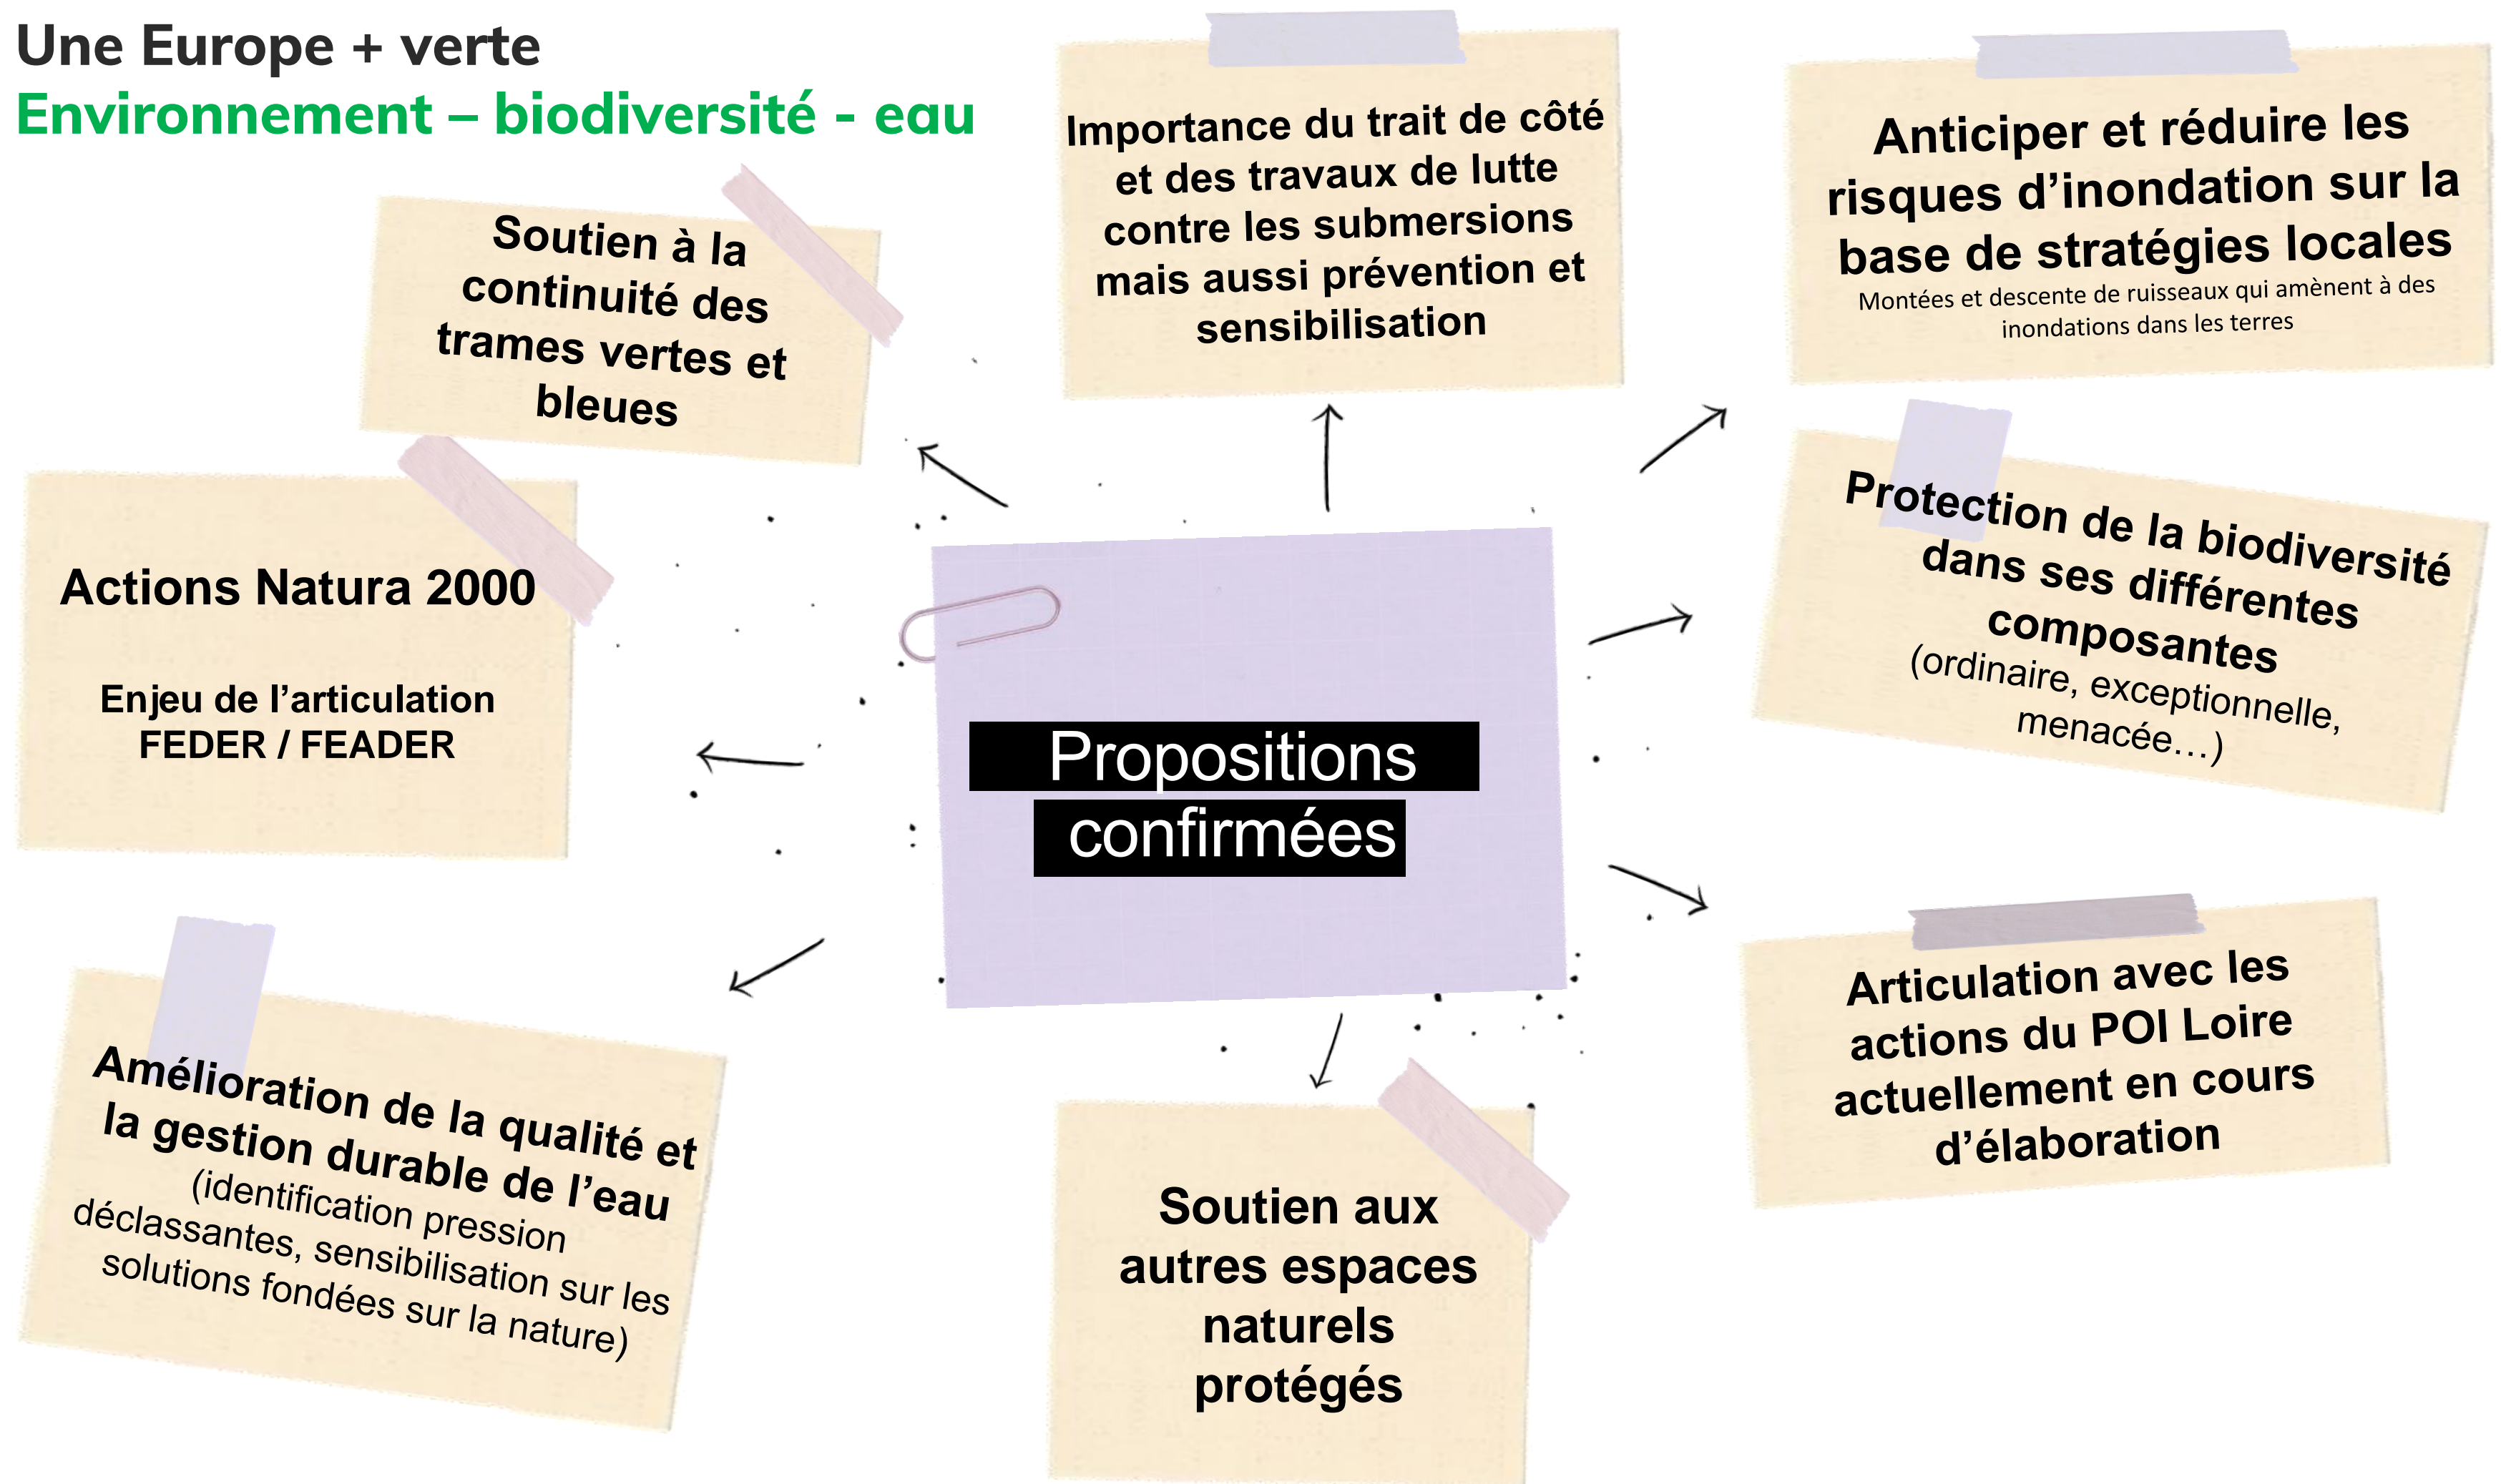 Une Europe + verte
Environnement – biodiversité - eau
Soutien à la
continuité des
trames vertes et
bleues
Importance du trait de côté
et des travaux de lutte
contre les submersions
mais aussi prévention et
sensibilisation
Anticiper et réduire les
risques d’inondation sur la
base de stratégies locales
Montées et descente de ruisseaux qui amènent à des
inondations dans les terres
Actions Natura 2000
Enjeu de l’articulation
FEDER / FEADER
Propositions
confirmées
Protection de la biodiversité
dans ses différentes
composantes
(ordinaire, exceptionnelle,
menacée…)
Amélioration de la qualité et
la gestion durable de l’eau
(identification pression
déclassantes, sensibilisation sur les
solutions fondées sur la nature)
Soutien aux
autres espaces
naturels
protégés
Articulation avec les
actions du POI Loire
actuellement en cours
d’élaboration